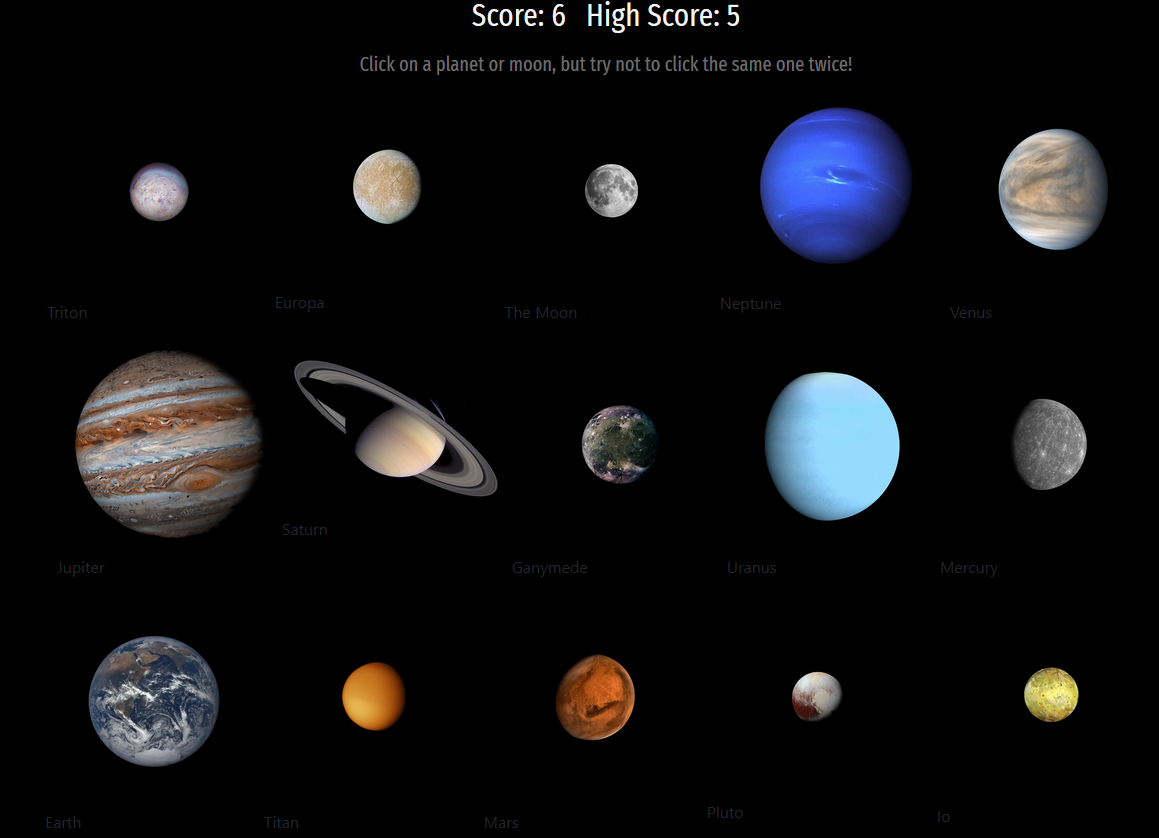 Score: 6 High Score: 5
Click on a planet or moon, but try not to click the same one twice!
Triton
Europa
The Moon
Neptune
Venus
Jupiter
Saturn
Ganymede
Uranus
Mercury
Earth
Titan
Mars
Pluto
Io